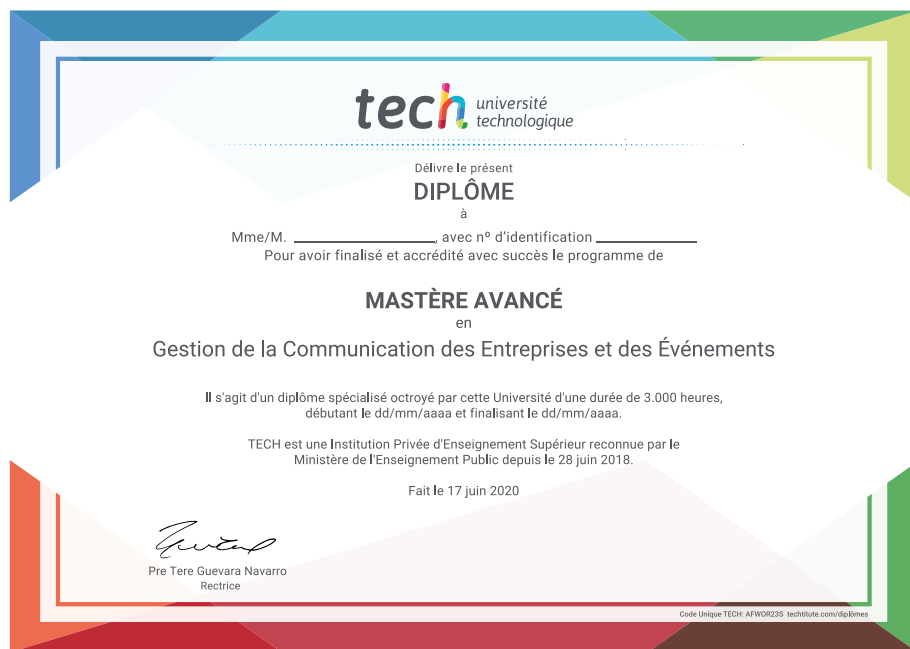 tech université
technologique
Délivre le présent
DIPLÔME
à
Mme/M. ____________, avec nº d'identification ____________
Pour avoir finalisé et accrédité avec succès le programme de
MASTÈRE AVANCÉ
en
Gestion de la Communication des Entreprises et des Événements
Il s'agit d'un diplôme spécialisé octroyé par cette Université d'une durée de 3.000 heures,
débutant le dd/mm/aaaa et finalisant le dd/mm/aaaa.
TECH est une Institution Privée d'Enseignement Supérieur reconnue par le
Ministère de l'Enseignement Public depuis le 28 juin 2018.
Fait le 17 juin 2020
Pre Tere Guevara Navarro
Rectrice
Code Unique TECH: AFWOR23S techtitute.com/diplômes